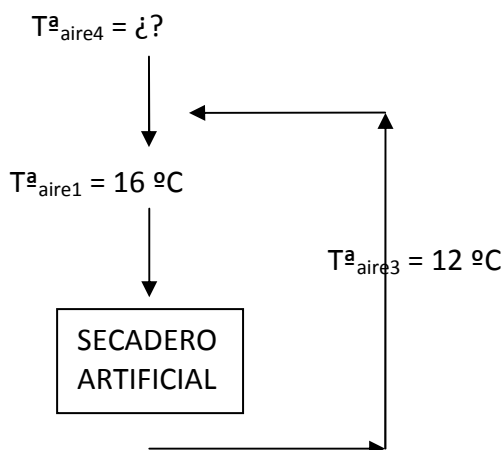 Tªaire4 = ¿?
Tªaire1 = 16 ºC
Tªaire3 = 12 ºC
SECADERO
ARTIFICIAL